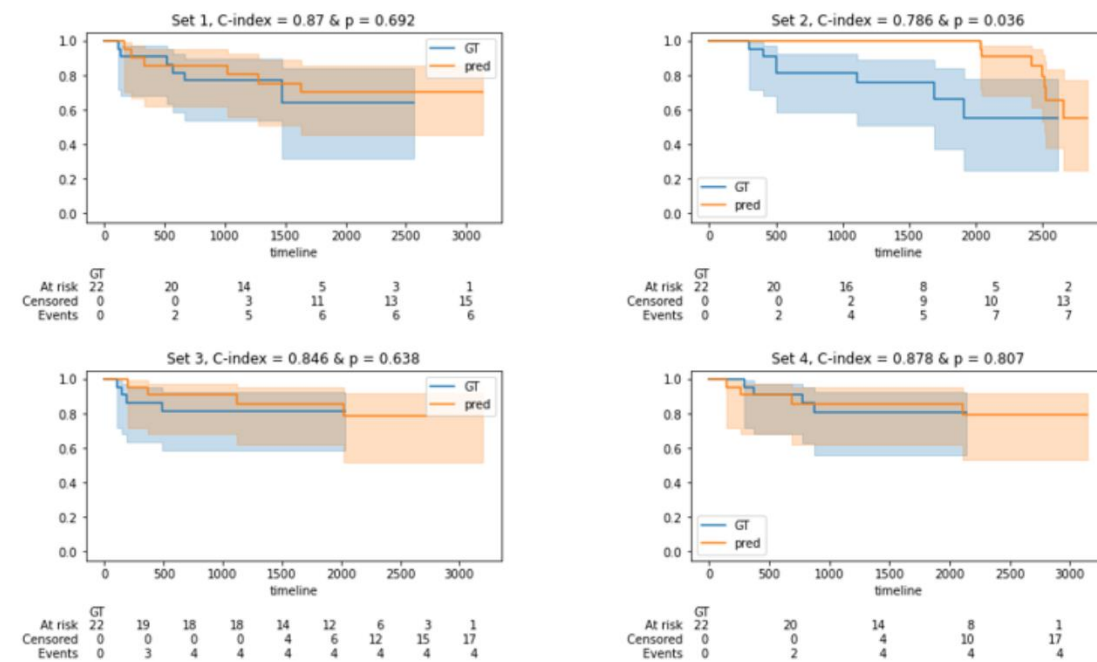 Set 1, C-index = 0.87 & p = 0.692
1.0
0.8
0.6
0.4
0.2
0.0
GT
pred
0 500 1000 1500 2000 2500 3000
timeline
GT
At risk 22 20 14 5 3 1
Censored 0 0 3 11 13 15
Events 0 2 5 6 6 6
Set 2, C-index = 0.786 & p = 0.036
1.0
0.8
0.6
0.4
0.2
0.0
GT
pred
0 500 1000 1500 2000 2500
timeline
GT
At risk 22 20 16 8 5 2
Censored 0 0 2 9 10 13
Events 0 2 4 5 7 7
Set 3, C-index = 0.846 & p = 0.638
1.0
0.8
0.6
0.4
0.2
0.0
GT
pred
0 500 1000 1500 2000 2500 3000
timeline
GT
At risk 22 19 18 18 14 12 6 3 1
Censored 0 0 0 0 4 6 12 15 17
Events 0 3 4 4 4 4 4 4 4
Set 4, C-index = 0.878 & p = 0.807
1.0
0.8
0.6
0.4
0.2
0.0
GT
pred
0 500 1000 1500 2000 2500 3000
timeline
GT
At risk 22 20 14 8 1
Censored 0 0 4 10 17
Events 0 2 4 4 4